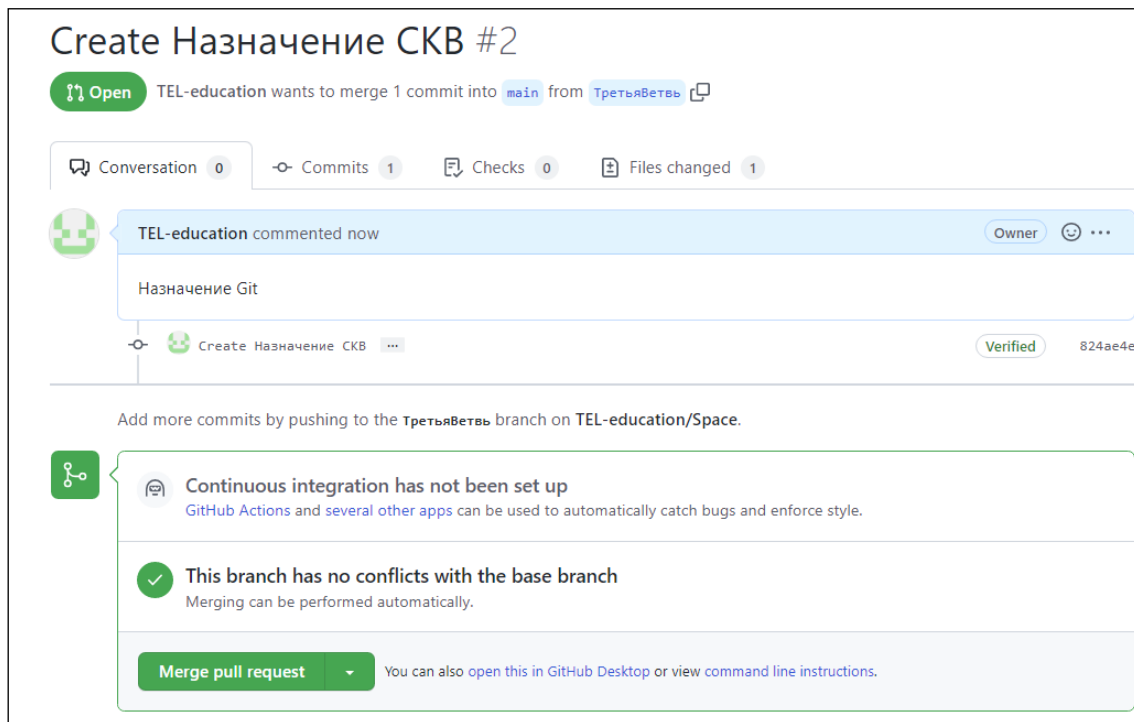 Create Назначение СКВ #2
Open TEL-education wants to merge 1 commit into main from ТретьяВетвь
Conversation 0 Commits 1 Checks 0 Files changed 1
TEL-education commented now Owner
Назначение Git
Create Назначение СКВ ... Verified 824ae4e
Add more commits by pushing to the ТретьяВетвь branch on TEL-education/Space.
Continuous integration has not been set up
GitHub Actions and several other apps can be used to automatically catch bugs and enforce style.
This branch has no conflicts with the base branch
Merging can be performed automatically.
Merge pull request You can also open this in GitHub Desktop or view command line instructions.